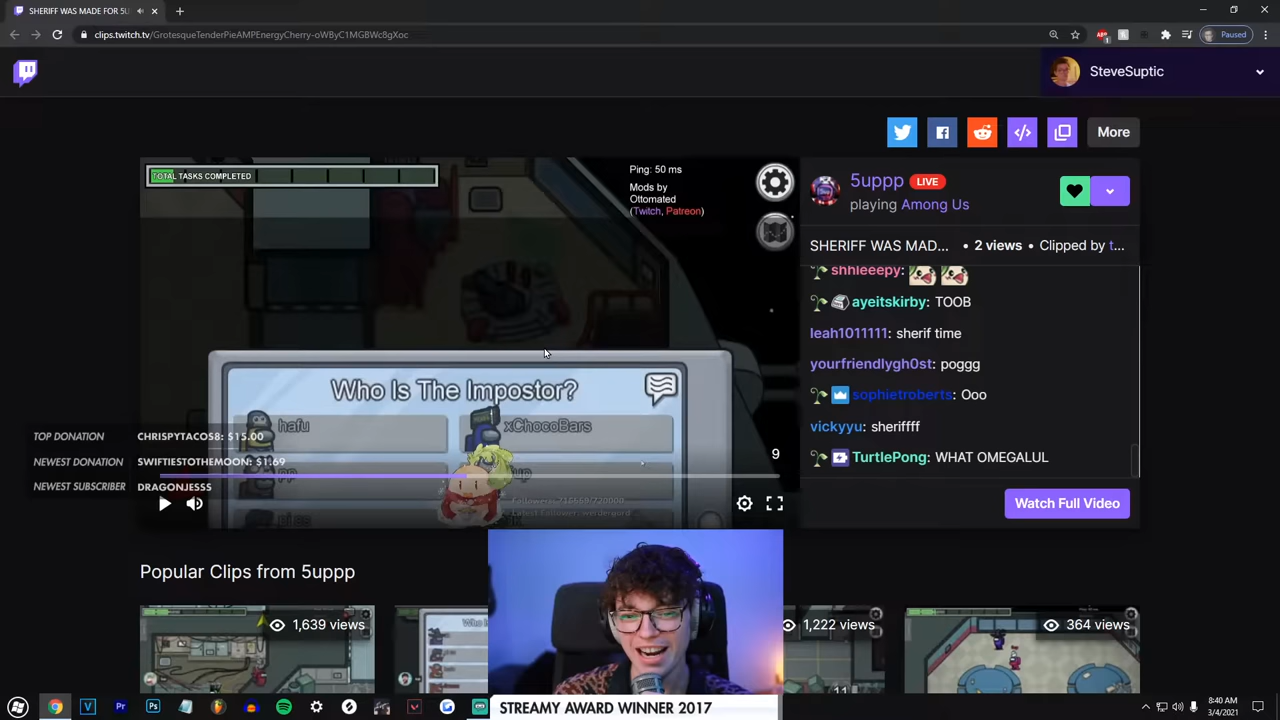 SHERIFF WAS MADE FOR 5U
clips.twitch.tv/GrotesqueTenderPieAMPEnergyCherry-oWByC1MGBWc8gXoc
Paused
SteveSuptic
More
TOTAL TASKS COMPLETED
Ping: 50 ms
Mods by
Ottomated
(Twitch, Patreon)
5uppp LIVE
playing Among Us
SHERIFF WAS MAD... • 2 views • Clipped by t...
shhleeepy:
ayeitskirby: TOOB
leah1011111: sherif time
yourfriendlygh0st: poggg
sophietroberts: Ooo
vickyyu: sheriffff
TurtlePong: WHAT OMEGALUL
Watch Full Video
Who Is The Impostor?
hafu
xChocoBars
up
9
TOP DONATION CHRISPYTACOS8: $15.00
NEWEST DONATION SWIFTIESTOTHEMOON: $1.69
NEWEST SUBSCRIBER DRAGONJESSS
Popular Clips from 5uppp
1,639 views
1,222 views
364 views
STREAMY AWARD WINNER 2017
8:40 AM
3/4/2021